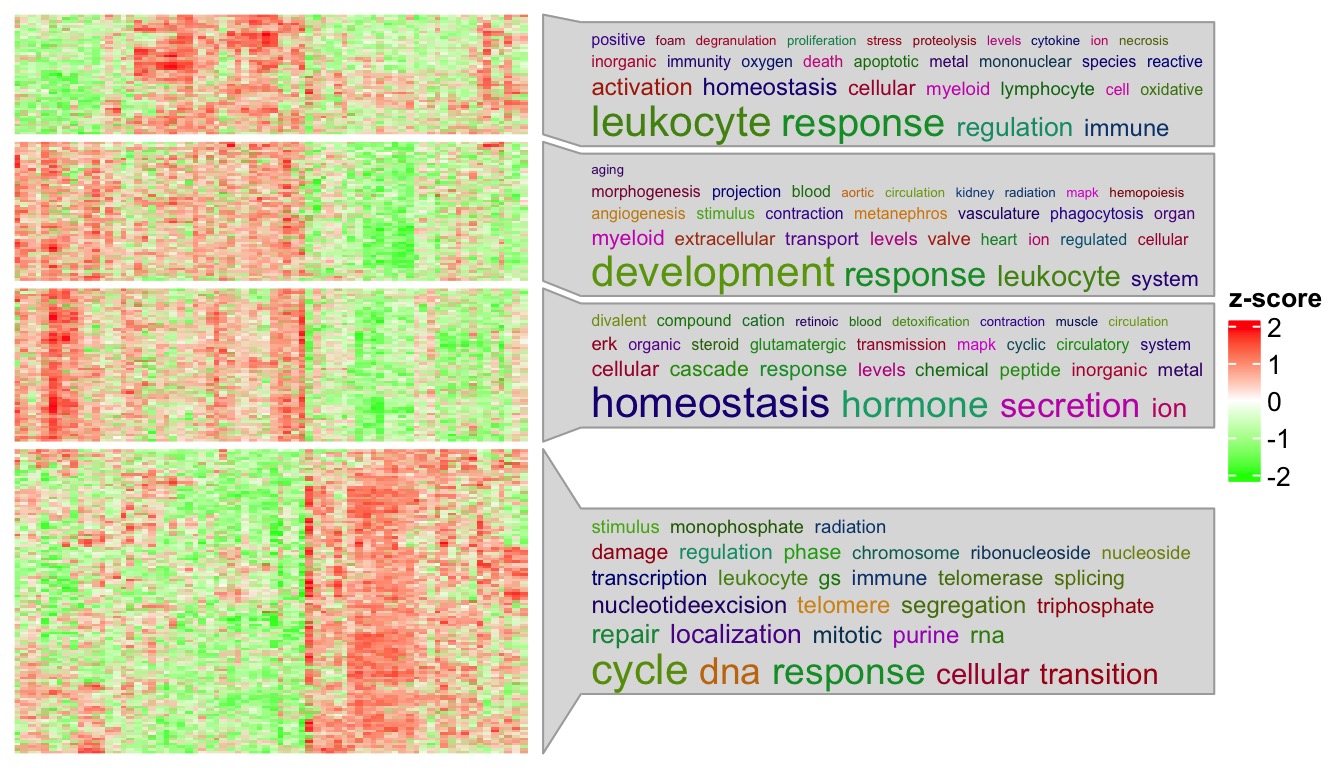 positive foam degranulation proliferation stress proteolysis levels cytokine ion necrosis
inorganic immunity oxygen death apoptotic metal mononuclear species reactive
activation homeostasis cellular myeloid lymphocyte cell oxidative
leukocyte response regulation immune
aging
morphogenesis projection blood aortic circulation kidney radiation mapk hemopoiesis
angiogenesis stimulus contraction metanephros vasculature phagocytosis organ
myeloid extracellular transport levels valve heart ion regulated cellular
development response leukocyte system
divalent compound cation retinoic blood detoxification contraction muscle circulation
erk organic steroid glutamatergic transmission mapk cyclic circulatory system
cellular cascade response levels chemical peptide inorganic metal
homeostasis hormone secretion ion
stimulus monophosphate radiation
damage regulation phase chromosome ribonucleoside nucleoside
transcription leukocyte gs immune telomerase splicing
nucleotideexcision telomere segregation triphosphate
repair localization mitotic purine rna
cycle dna response cellular transition
z-score
2
1
0
-1
-2